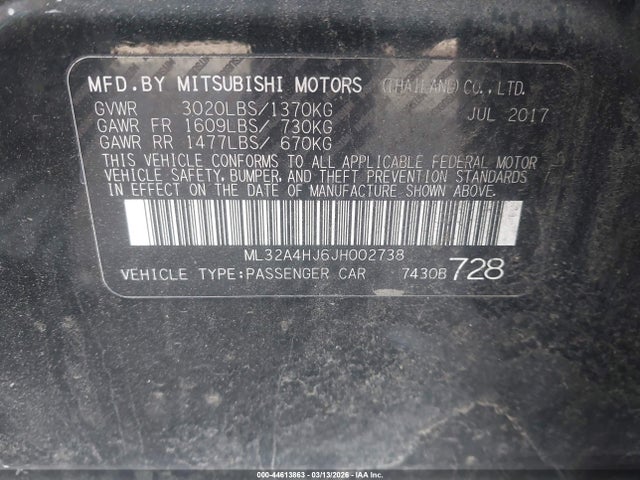 MFD.BY MITSUBISHI MOTORS (THAILAND)CO.,LTD.
GVWR 3020LBS/1370KG JUL 2017
GAWR FR 1609LBS/ 730KG
GAWR RR 1477LBS/ 670KG
THIS VEHICLE CONFORMS TO ALL APPLICABLE FEDERAL MOTOR
VEHICLE SAFETY, BUMPER, AND THEFT PREVENTION STANDARDS
IN EFFECT ON THE DATE OF MANUFACTURE SHOWN ABOVE.
ML32A4HJ6JH002738
VEHICLE TYPE:PASSENGER CAR 7430B 728
000-44613863 | 03/13/2026 - © IAA Inc.